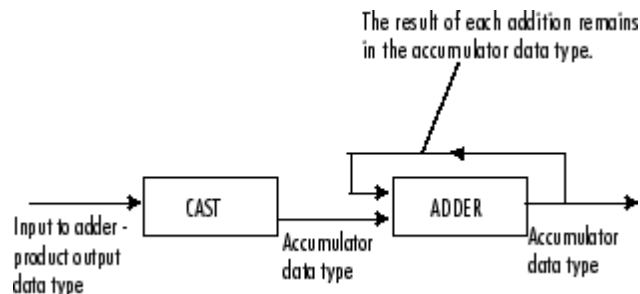 The result of each addition remains
in the accumulator data type.
CAST
ADDER
Input to adder -
product output
data type
Accumulator
data type
Accumulator
data type